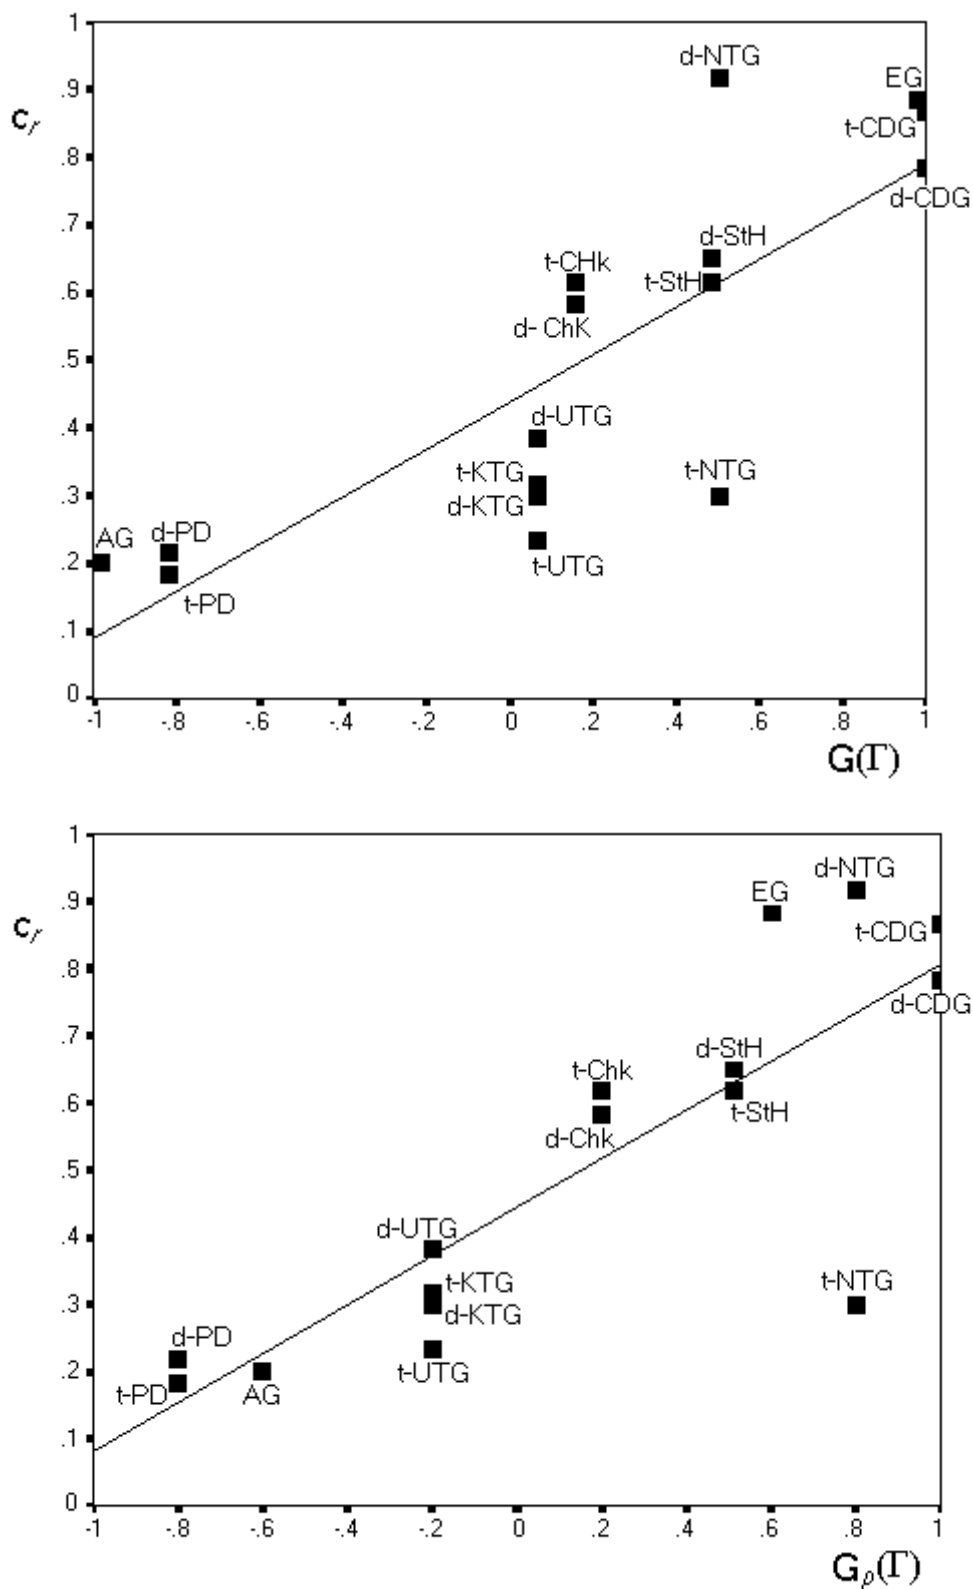 1
d-NTG
EG
.9
c_r
t-CDG
.8
d-CDG
.7
d-StH
t-CHk
t-StH
.6
d- ChK
.5
d-UTG
.4
t-KTG
t-NTG
.3
d-KTG
AG
d-PD
t-UTG
.2
t-PD
.1
0
-1 -.8 -.6 -.4 -.2 0 .2 .4 .6 .8 1
G(Γ)
1
d-NTG
EG
.9
c_r
t-CDG
.8
d-CDG
.7
d-StH
t-Chk
.6
t-StH
d-Chk
.5
d-UTG
.4
t-KTG
t-NTG
.3
d-KTG
d-PD
t-UTG
.2
t-PD
AG
.1
0
-1 -.8 -.6 -.4 -.2 0 .2 .4 .6 .8 1
G_ρ(Γ)